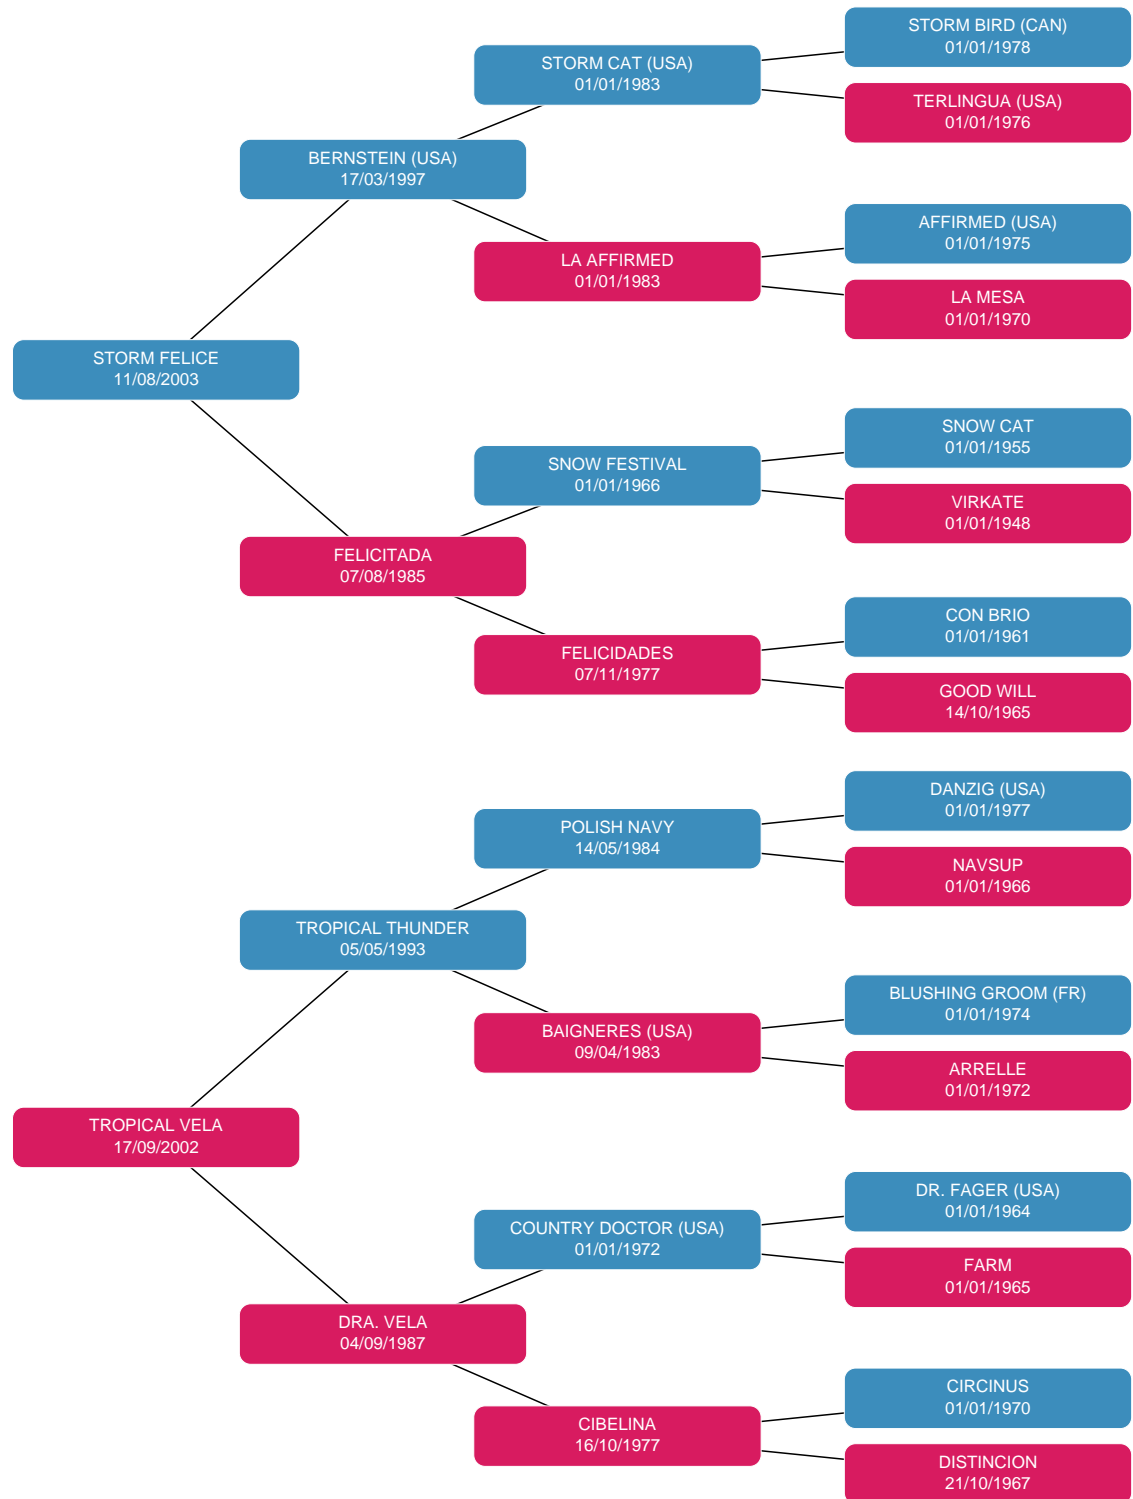 STORM BIRD (CAN)
01/01/1978
STORM CAT (USA)
01/01/1983
TERLINGUA (USA)
01/01/1976
BERNSTEIN (USA)
17/03/1997
AFFIRMED (USA)
01/01/1975
LA AFFIRMED
01/01/1983
LA MESA
01/01/1970
STORM FELICE
11/08/2003
SNOW CAT
01/01/1955
SNOW FESTIVAL
01/01/1966
VIRKATE
01/01/1948
FELICITADA
07/08/1985
CON BRIO
01/01/1961
FELICIDADES
07/11/1977
GOOD WILL
14/10/1965
DANZIG (USA)
01/01/1977
POLISH NAVY
14/05/1984
NAVSUP
01/01/1966
TROPICAL THUNDER
05/05/1993
BLUSHING GROOM (FR)
01/01/1974
BAIGNERES (USA)
09/04/1983
ARRELLE
01/01/1972
TROPICAL VELA
17/09/2002
DR. FAGER (USA)
01/01/1964
COUNTRY DOCTOR (USA)
01/01/1972
FARM
01/01/1965
DRA. VELA
04/09/1987
CIRCINUS
01/01/1970
CIBELINA
16/10/1977
DISTINCION
21/10/1967